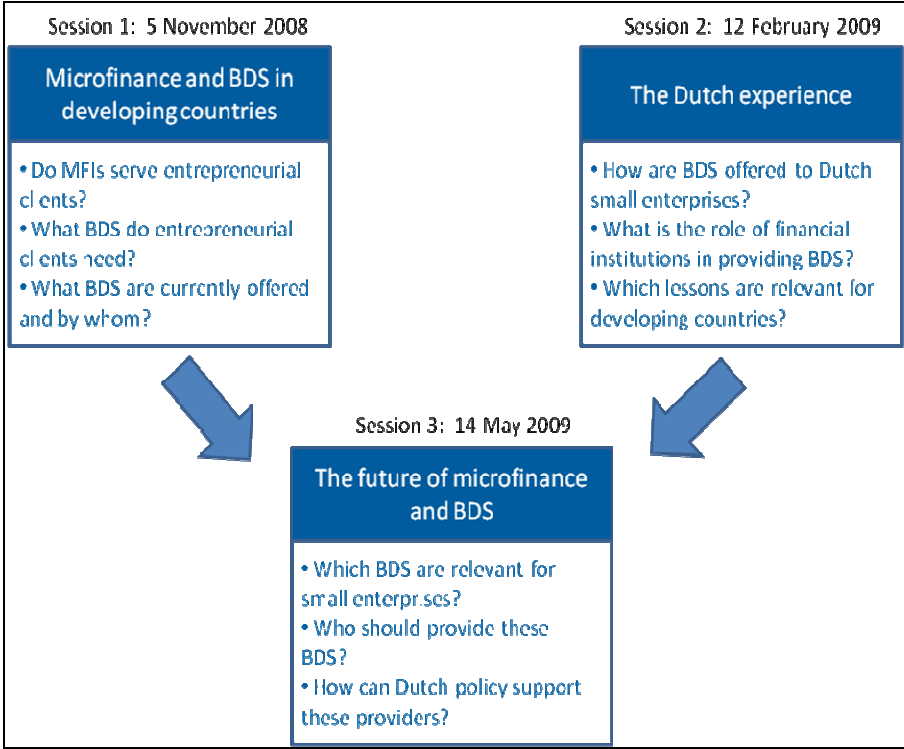 Session 1: 5 November 2008
Microfinance and BDS in
developing countries
• Do MFIs serve entrepreneurial
clients?
• What BDS do entrepreneurial
clients need?
• What BDS are currently offered
and by whom?
Session 2: 12 February 2009
The Dutch experience
• How are BDS offered to Dutch
small enterprises?
• What is the role of financial
institutions in providing BDS?
• Which lessons are relevant for
developing countries?
Session 3: 14 May 2009
The future of microfinance
and BDS
• Which BDS are relevant for
small enterprises?
• Who should provide these
BDS?
• How can Dutch policy support
these providers?